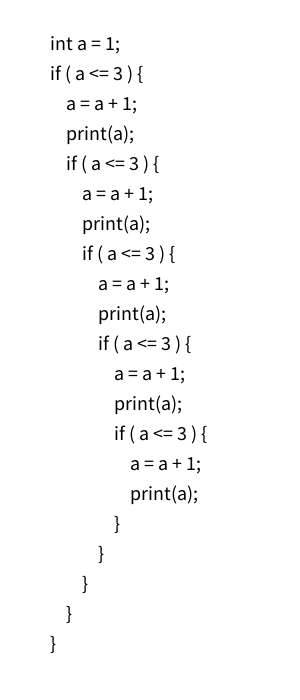 int a = 1;
if ( a <= 3 ) {
a = a + 1;
print(a);
if ( a <= 3 ) {
a = a + 1;
print(a);
if ( a <= 3 ) {
a = a + 1;
print(a);
if ( a <= 3 ) {
a = a + 1;
print(a);
if ( a <= 3 ) {
a = a + 1;
print(a);
}
}
}
}
}